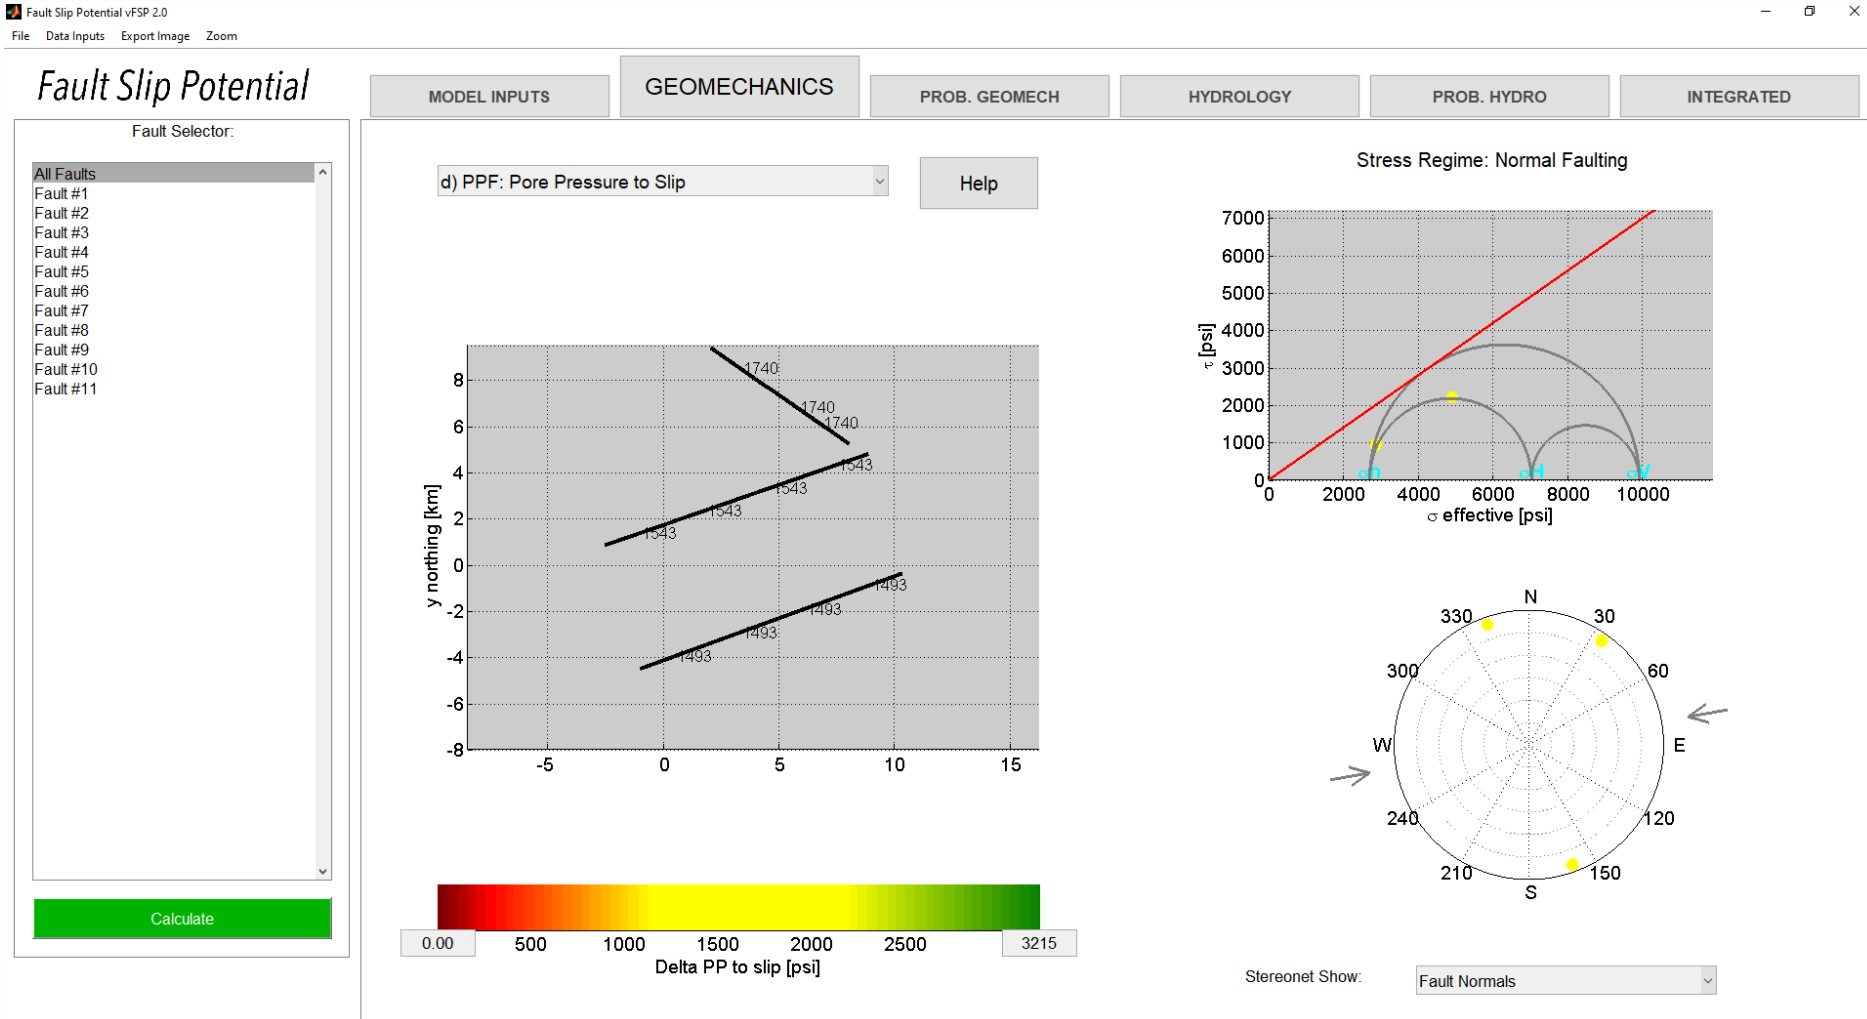 Fault Slip Potential vFSP 2.0
File Data Inputs Export Image Zoom
Fault Slip Potential
MODEL INPUTS GEOMECHANICS PROB. GEOMECH HYDROLOGY PROB. HYDRO INTEGRATED
Fault Selector:
All Faults
Fault #1
Fault #2
Fault #3
Fault #4
Fault #5
Fault #6
Fault #7
Fault #8
Fault #9
Fault #10
Fault #11
Calculate
d) PPF: Pore Pressure to Slip
Help
8
6
4
2
0
-2
-4
-6
-8
y northing [km]
1740
1740
1740
1543
1543
1543
1543
1493
1493
1493
1493
-5 0 5 10 15
0.00 500 1000 1500 2000 2500 3215
Delta PP to slip [psi]
Stress Regime: Normal Faulting
7000
6000
5000
4000
3000
2000
1000
0
τ [psi]
σh σH σV
0 2000 4000 6000 8000 10000
σ effective [psi]
N
330 30
300 60
W E
240 120
210 150
S
Stereonet Show: Fault Normals